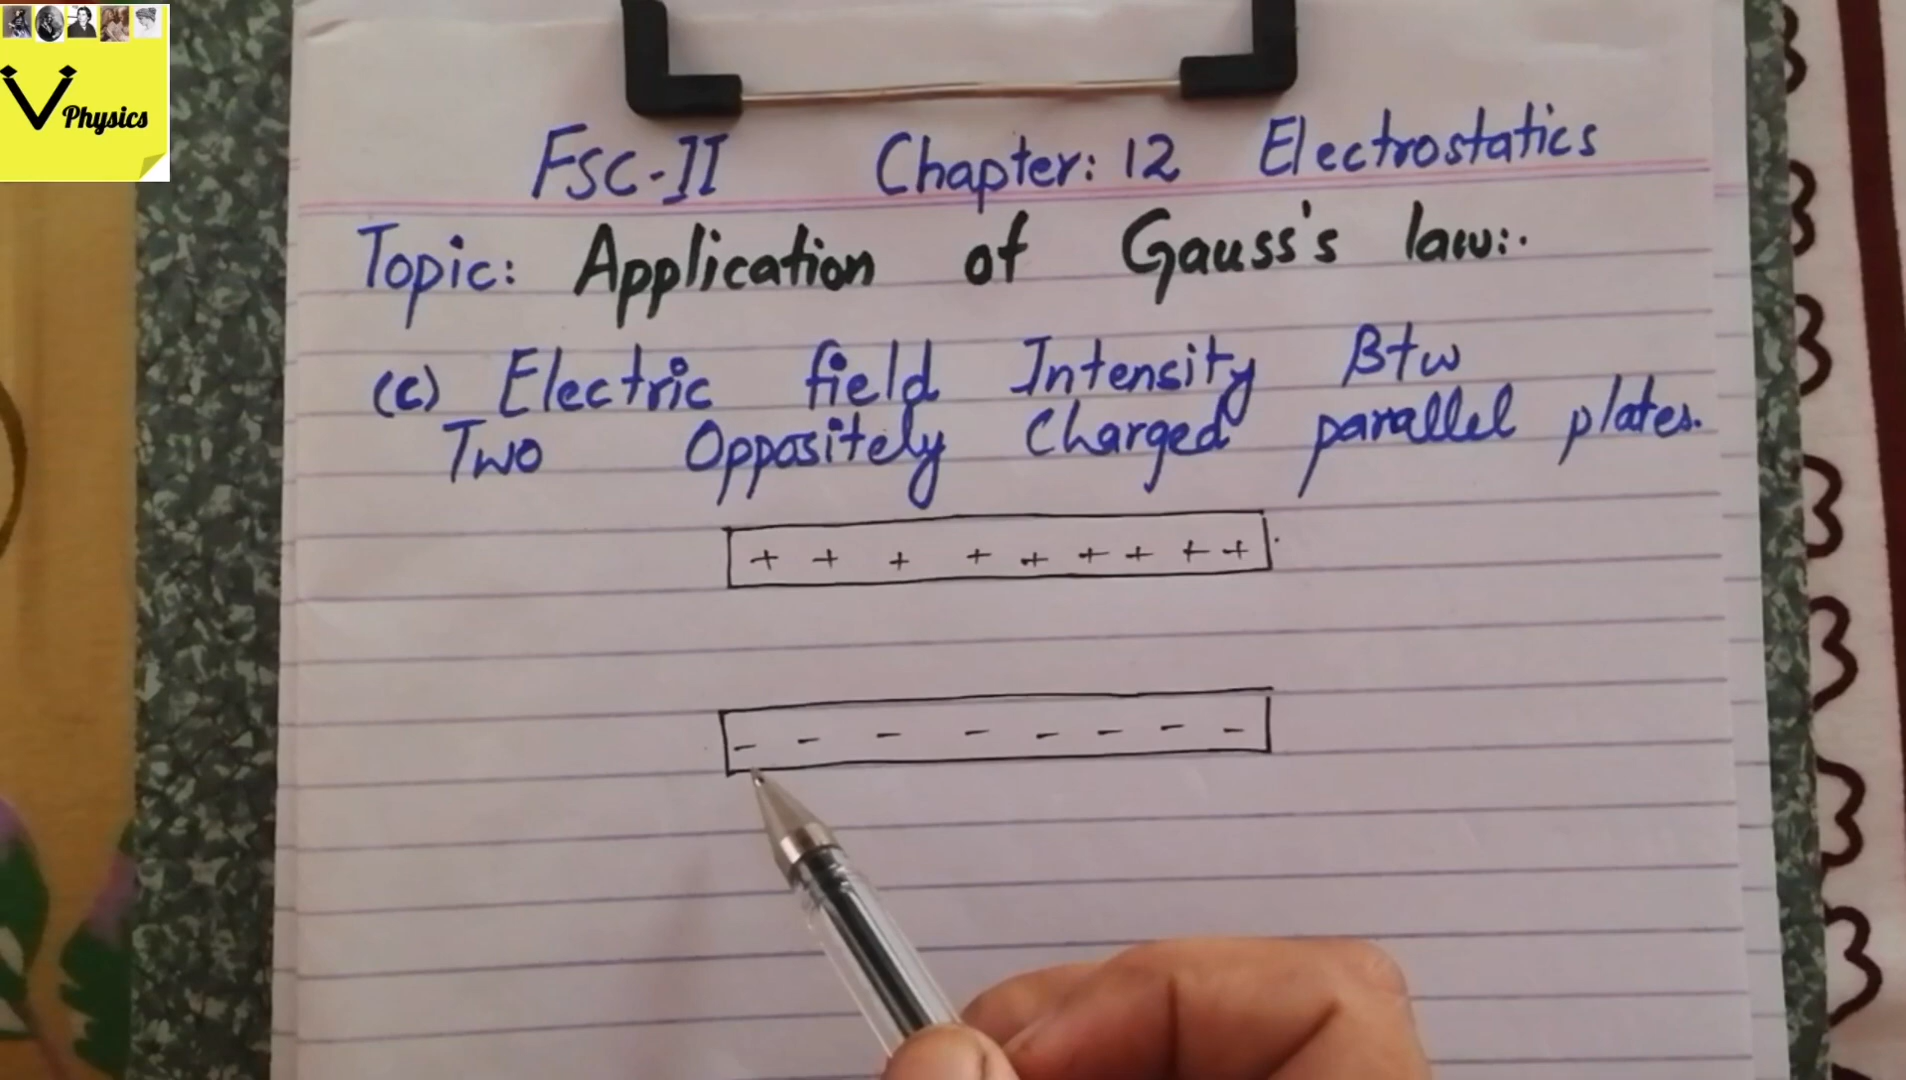 V Physics
FSC-II Chapter: 12 Electrostatics
Topic: Application of Gauss's law:.
(c) Electric field Intensity Btw
Two Oppositely Charged parallel plates.
+ + + + + + + + +
- - - - - - - -